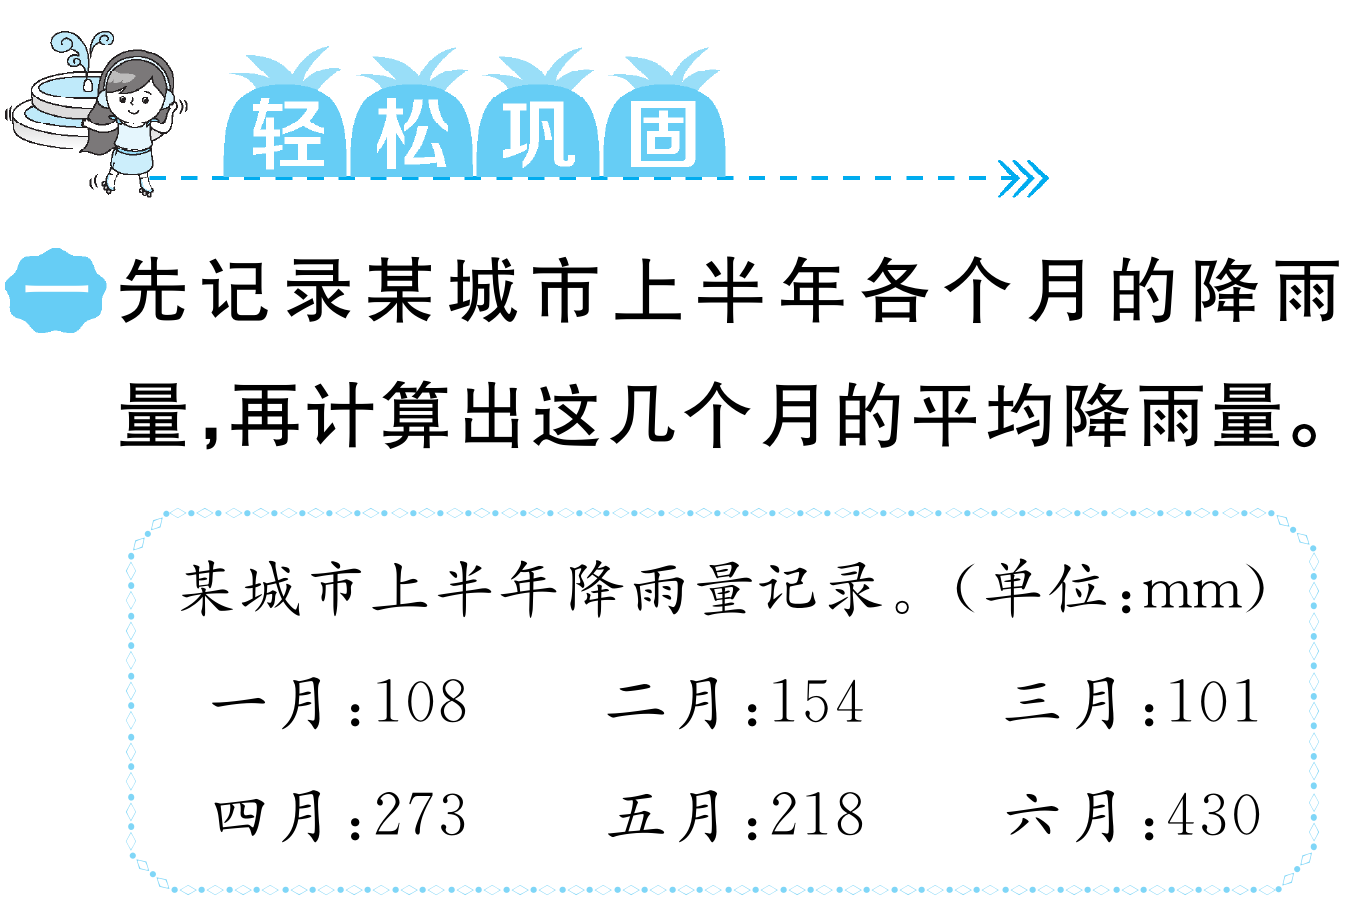 轻松巩固
一 先记录某城市上半年各个月的降雨
量,再计算出这几个月的平均降雨量。
某城市上半年降雨量记录。(单位:mm)
一月:108 二月:154 三月:101
四月:273 五月:218 六月:430